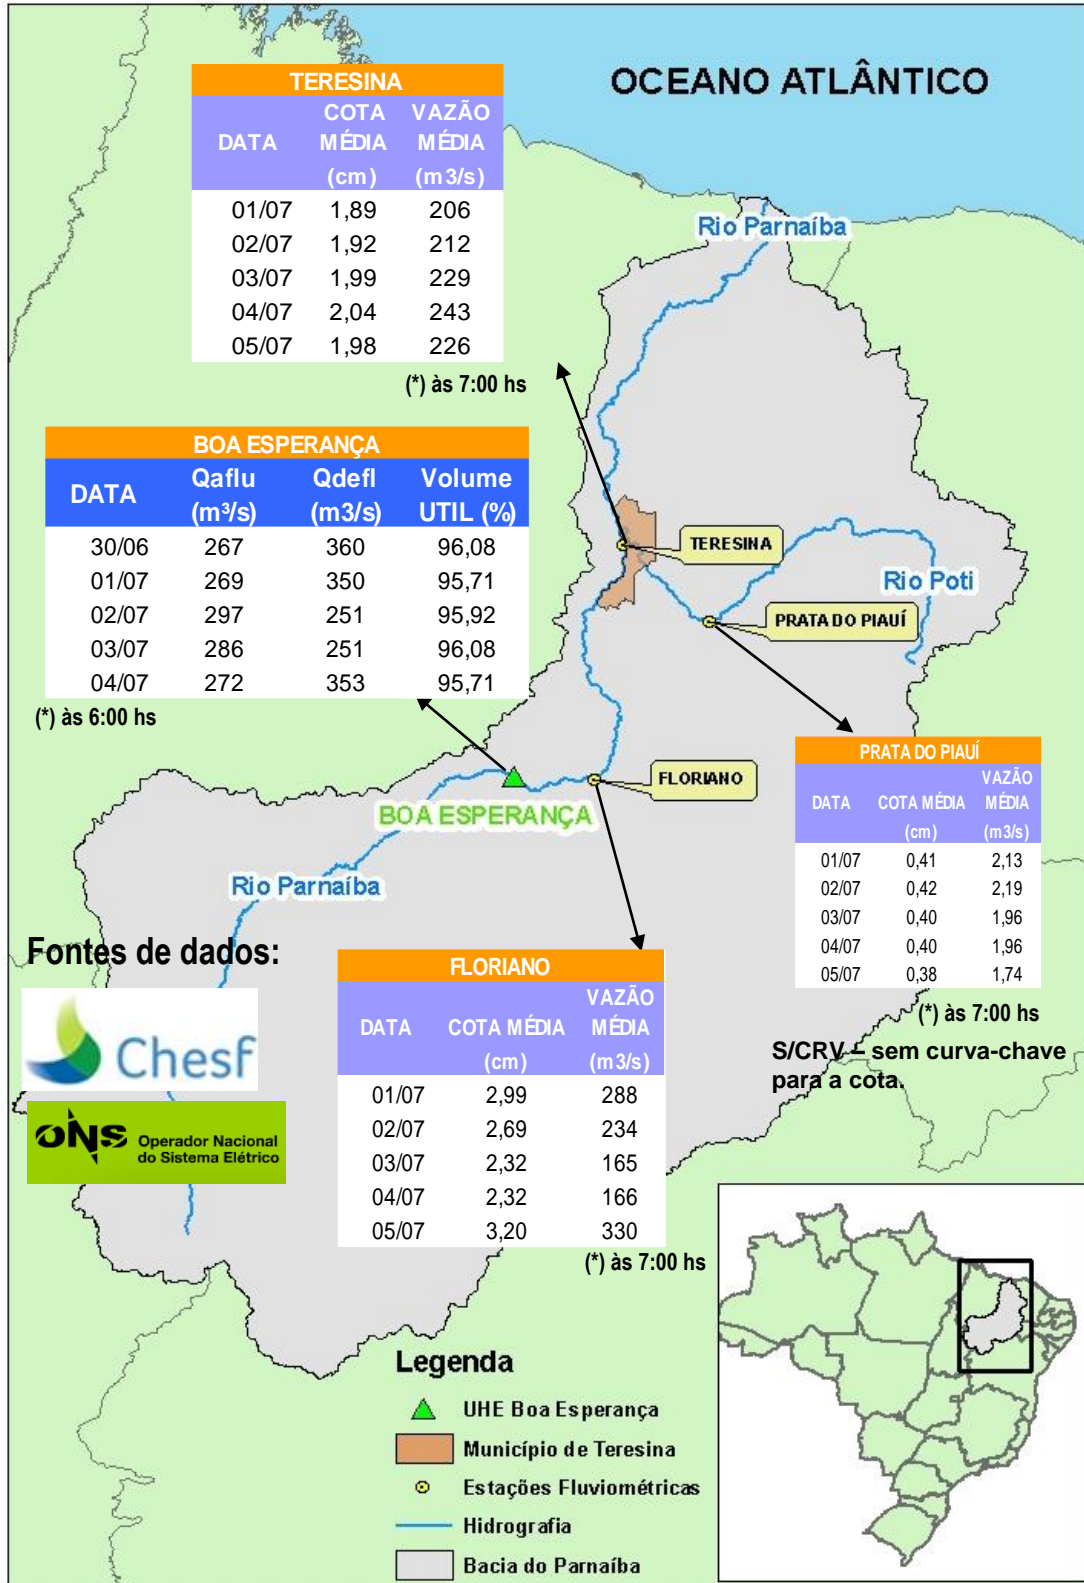 OCEANO ATLÂNTICO
TERESINA
DATA COTA MÉDIA (cm) VAZÃO MÉDIA (m3/s)
01/07 1,89 206
02/07 1,92 212
03/07 1,99 229
04/07 2,04 243
05/07 1,98 226
(*) às 7:00 hs
Rio Parnaíba
BOA ESPERANÇA
DATA Qaflu (m³/s) Qdefl (m3/s) Volume UTIL (%)
30/06 267 360 96,08
01/07 269 350 95,71
02/07 297 251 95,92
03/07 286 251 96,08
04/07 272 353 95,71
(*) às 6:00 hs
TERESINA
Rio Poti
PRATA DO PIAUÍ
FLORIANO
BOA ESPERANÇA
Rio Parnaíba
PRATA DO PIAUÍ
DATA COTA MÉDIA (cm) VAZÃO MÉDIA (m3/s)
01/07 0,41 2,13
02/07 0,42 2,19
03/07 0,40 1,96
04/07 0,40 1,96
05/07 0,38 1,74
(*) às 7:00 hs
S/CRV – sem curva-chave
para a cota.
Fontes de dados:
Chesf
ONS Operador Nacional
do Sistema Elétrico
FLORIANO
DATA COTA MÉDIA (cm) VAZÃO MÉDIA (m3/s)
01/07 2,99 288
02/07 2,69 234
03/07 2,32 165
04/07 2,32 166
05/07 3,20 330
(*) às 7:00 hs
Legenda
UHE Boa Esperança
Município de Teresina
Estações Fluviométricas
Hidrografia
Bacia do Parnaíba